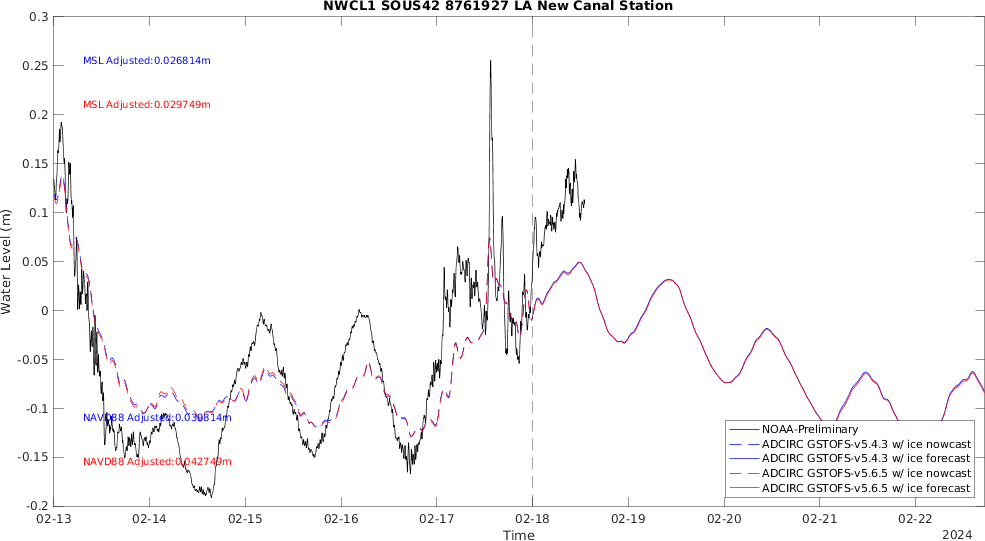 NWCL1 SOUS42 8761927 LA New Canal Station
0.3
0.25
0.2
0.15
0.1
0.05
0
-0.05
-0.1
-0.15
-0.2
Water Level (m)
MSL Adjusted:0.026814m
MSL Adjusted:0.029749m
NAVD88 Adjusted:0.039814m
NAVD88 Adjusted:0.042749m
NOAA-Preliminary
ADCIRC GSTOFS-v5.4.3 w/ ice nowcast
ADCIRC GSTOFS-v5.4.3 w/ ice forecast
ADCIRC GSTOFS-v5.6.5 w/ ice nowcast
ADCIRC GSTOFS-v5.6.5 w/ ice forecast
02-13 02-14 02-15 02-16 02-17 02-18 02-19 02-20 02-21 02-22
Time
2024